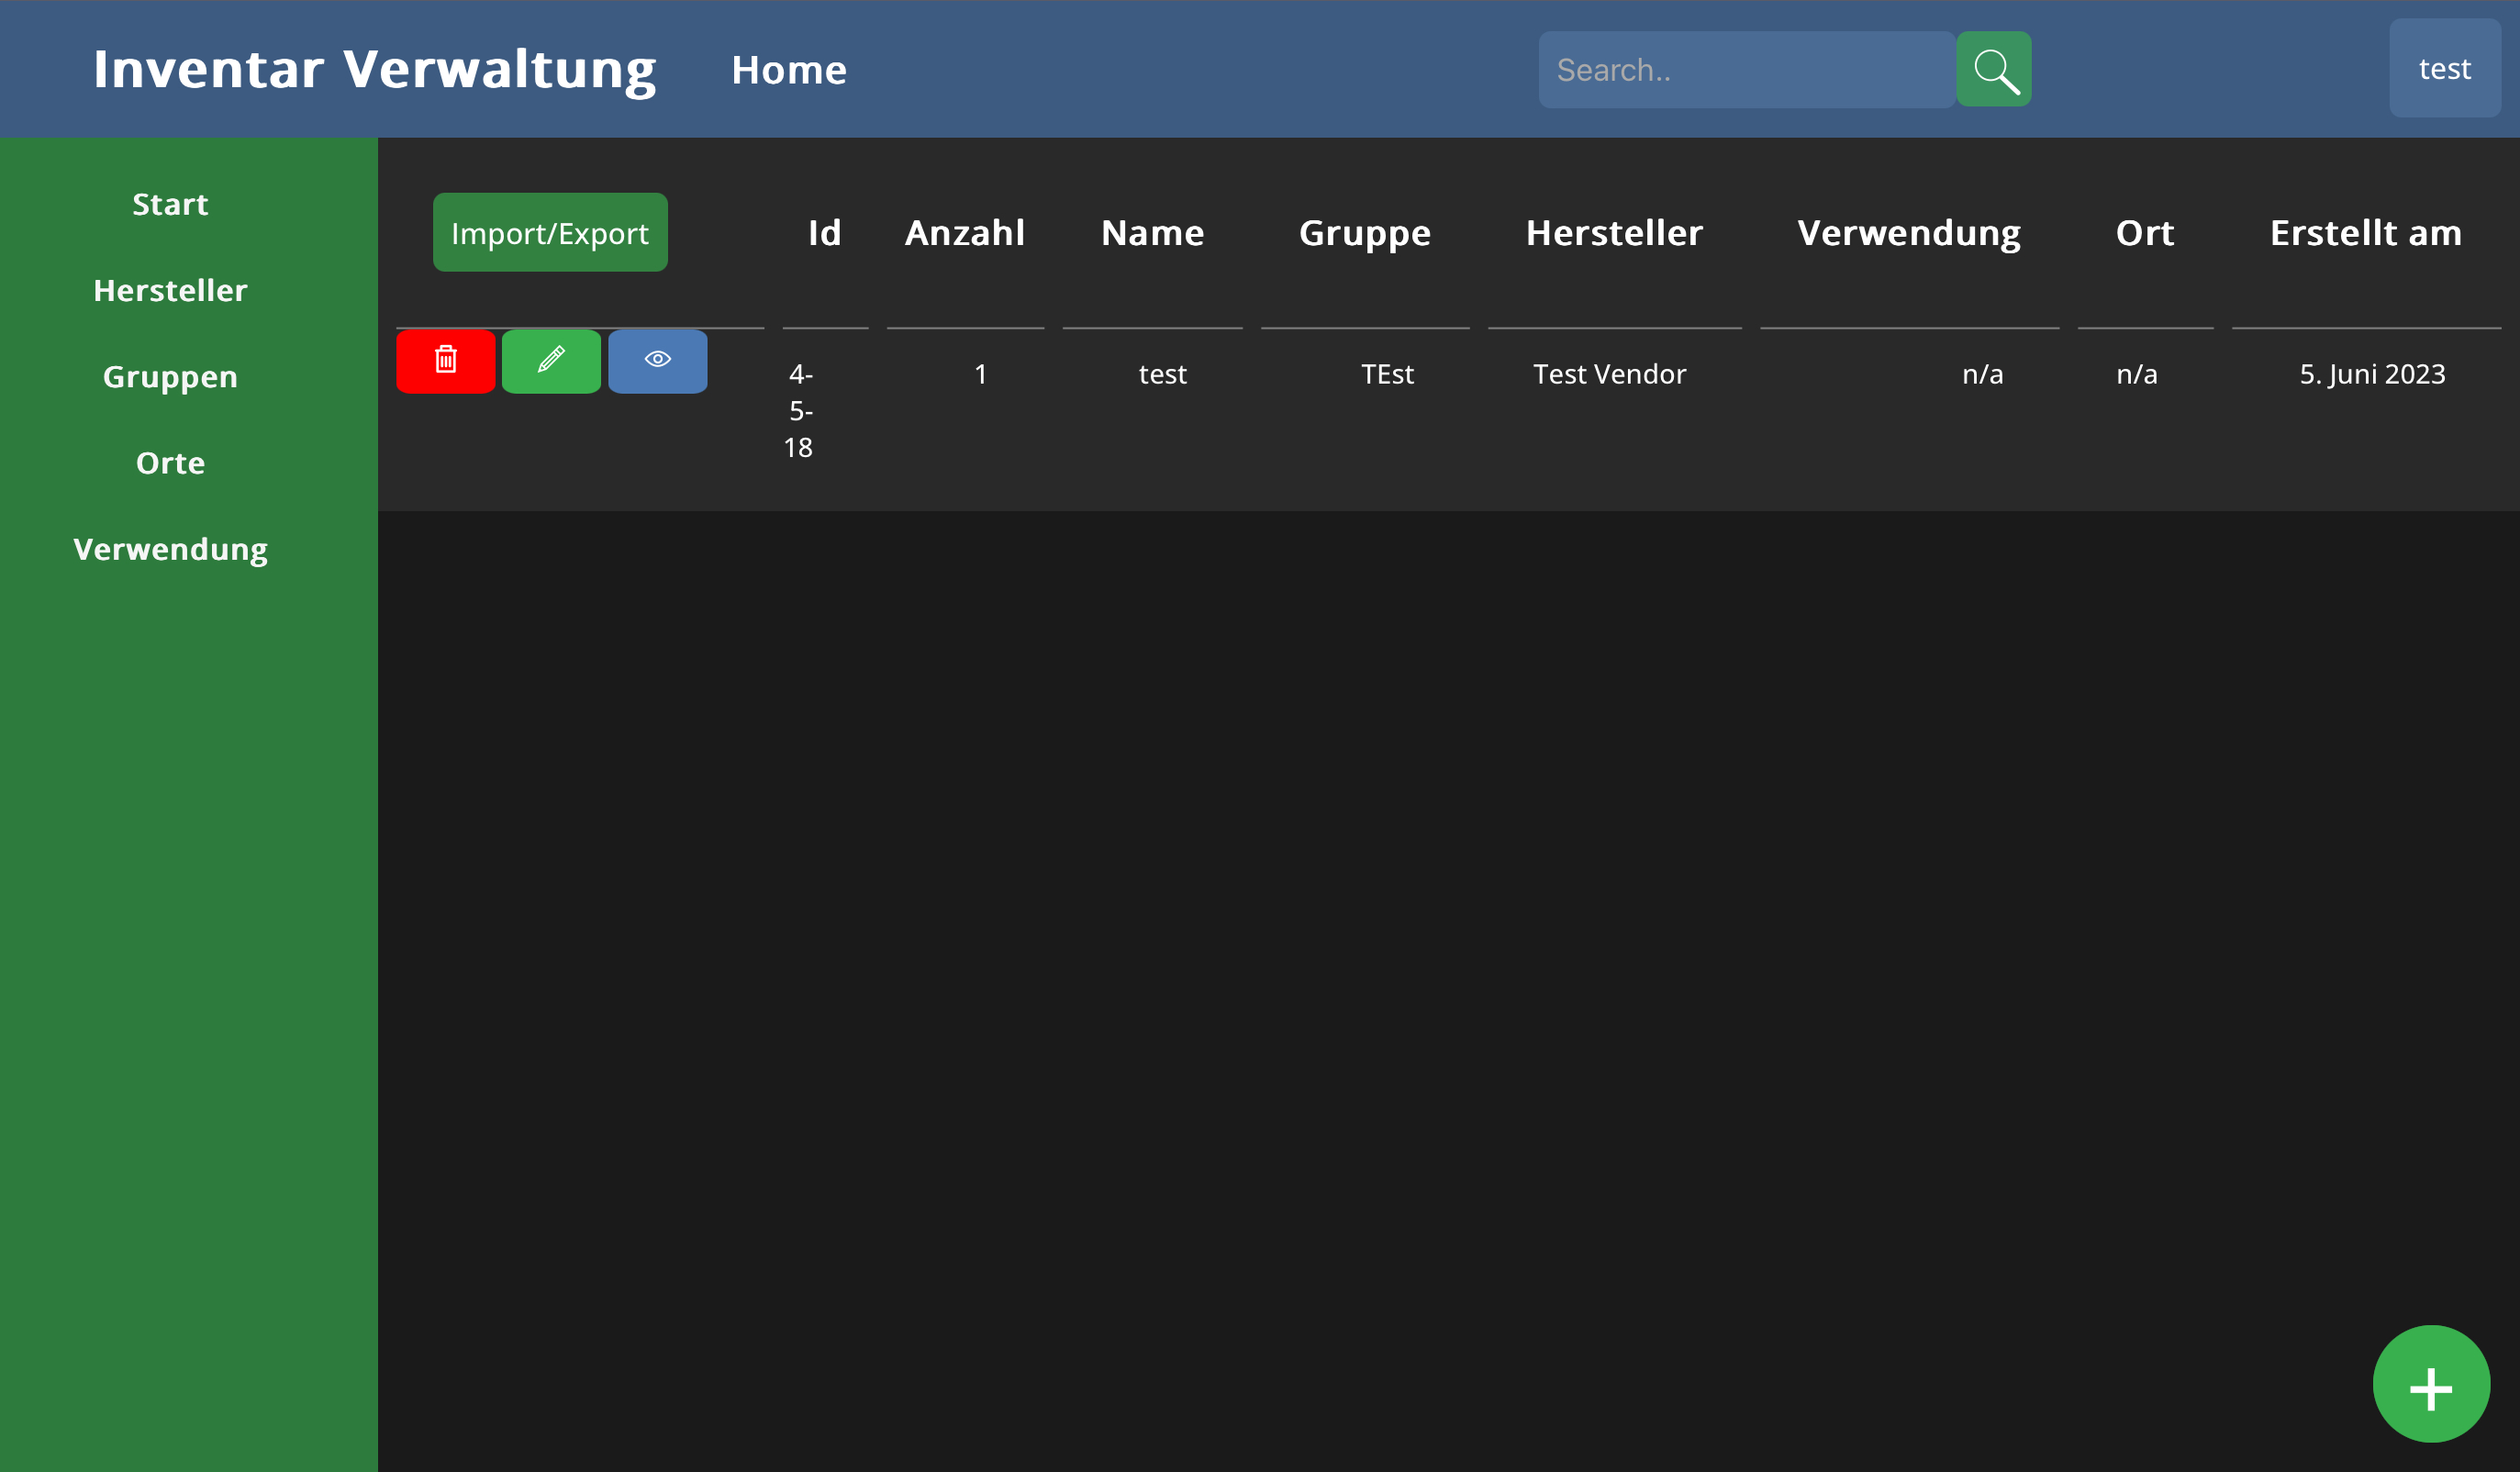 Inventar Verwaltung Home Search.. test
Start
Hersteller
Gruppen
Orte
Verwendung
Import/Export Id Anzahl Name Gruppe Hersteller Verwendung Ort Erstellt am
4- 1 test TEst Test Vendor n/a n/a 5. Juni 2023
5-
18
+